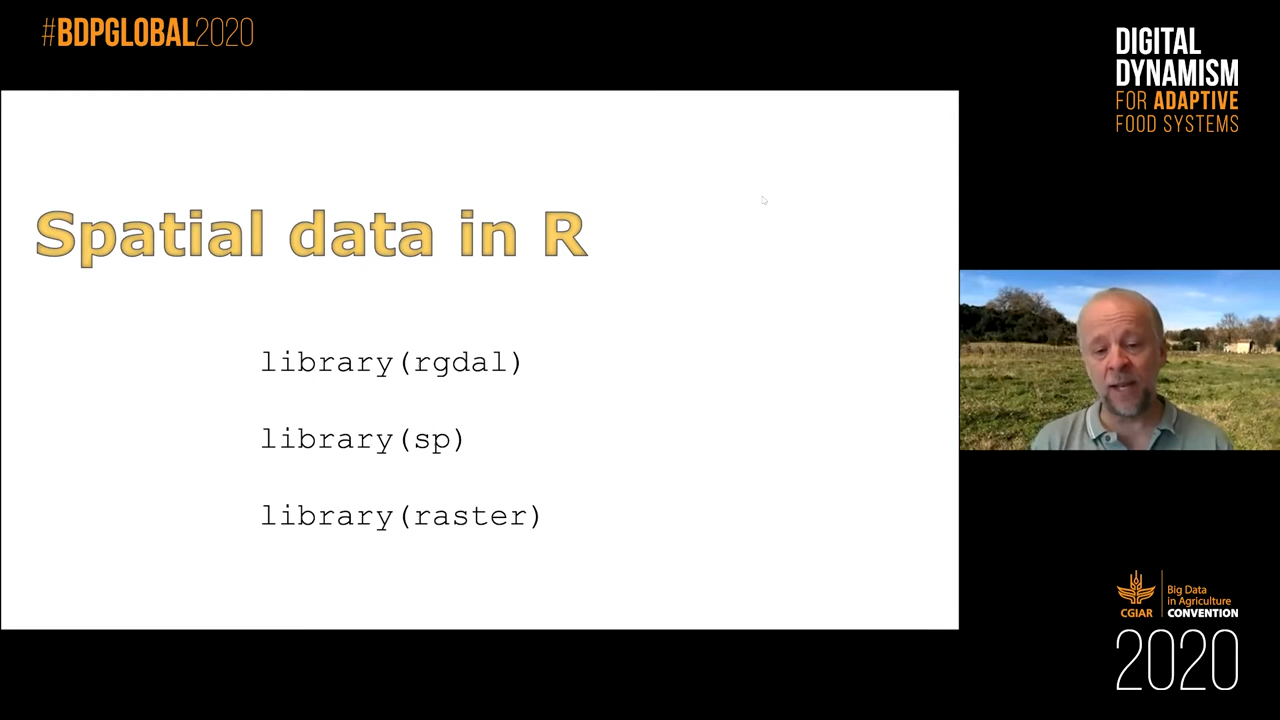 #BDPGLOBAL2020
DIGITAL
DYNAMISM
FOR ADAPTIVE
FOOD SYSTEMS
Spatial data in R
library(rgdal)
library(sp)
library(raster)
CGIAR
Big Data
in Agriculture
CONVENTION
2020